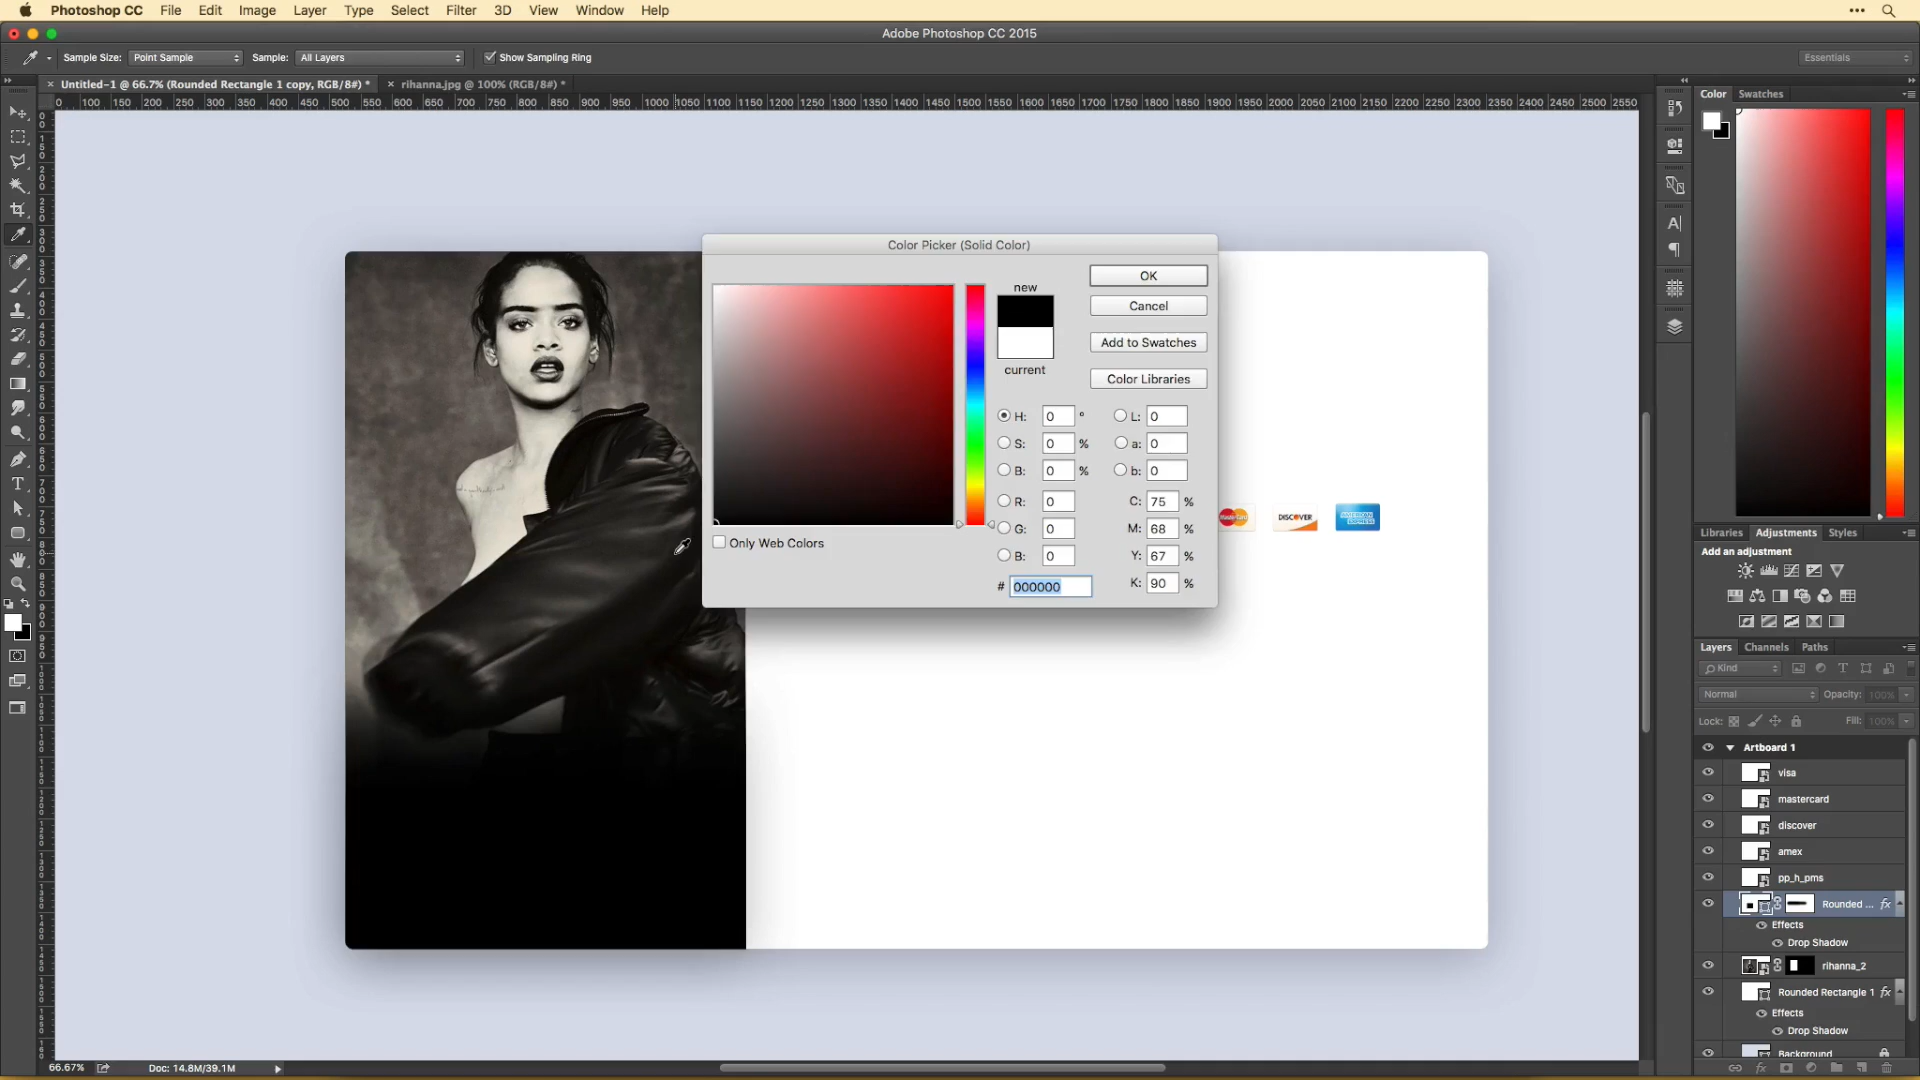 Photoshop CC File Edit Image Layer Type Select Filter 3D View Window Help
Adobe Photoshop CC 2015
Sample Size: Point Sample Sample: All Layers Show Sampling Ring Essentials
Untitled-1 @ 66.7% (Rounded Rectangle 1 copy, RGB/8#) * rihanna.jpg @ 100% (RGB/8#) *
0 100 150 200 250 300 350 400 450 500 550 600 650 700 750 800 850 900 950 1000 1050 1100 1150 1200 1250 1300 1350 1400 1450 1500 1550 1600 1650 1700 1750 1800 1850 1900 1950 2000 2050 2100 2150 2200 2250 2300 2350 2400 2450 2500 2550
Color Swatches
Color Picker (Solid Color)
new
current
OK
Cancel
Add to Swatches
Color Libraries
H: 0 ° L: 0
S: 0 % a: 0
B: 0 % b: 0
R: 0 C: 75 %
G: 0 M: 68 %
B: 0 Y: 67 %
# 000000 K: 90 %
Only Web Colors
MasterCard
DISCOVER
AMERICAN EXPRESS
Libraries Adjustments Styles
Add an adjustment
Layers Channels Paths
Kind
Normal Opacity: 100%
Lock: Fill: 100%
Artboard 1
visa
mastercard
discover
amex
pp_h_pms
Rounded ... fx
Effects
Drop Shadow
rihanna_2
Rounded Rectangle 1 fx
Effects
Drop Shadow
Background
66.67% Doc: 14.8M/39.1M